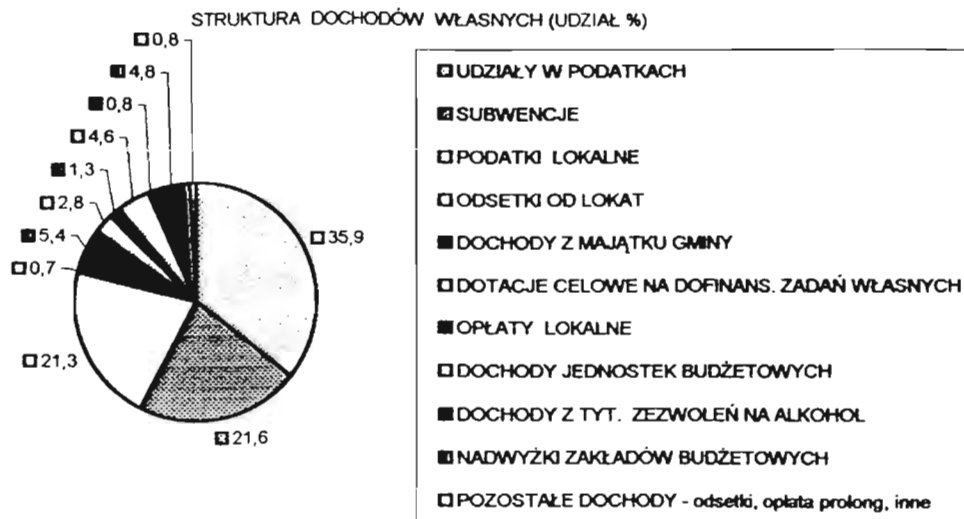 STRUKTURA DOCHODÓW WŁASNYCH (UDZIAŁ %)
0,8
4,8
0,8
4,6
1,3
2,8
5,4
0,7
21,3
21,6
35,9
UDZIAŁY W PODATKACH
SUBWENCJE
PODATKI LOKALNE
ODSETKI OD LOKAT
DOCHODY Z MAJĄTKU GMINY
DOTACJE CELOWE NA DOFINANS. ZADAŃ WŁASNYCH
OPŁATY LOKALNE
DOCHODY JEDNOSTEK BUDŻETOWYCH
DOCHODY Z TYT. ZEZWOLEŃ NA ALKOHOL
NADWYŻKI ZAKŁADÓW BUDŻETOWYCH
POZOSTAŁE DOCHODY - odsetki, opłata prolong, inne